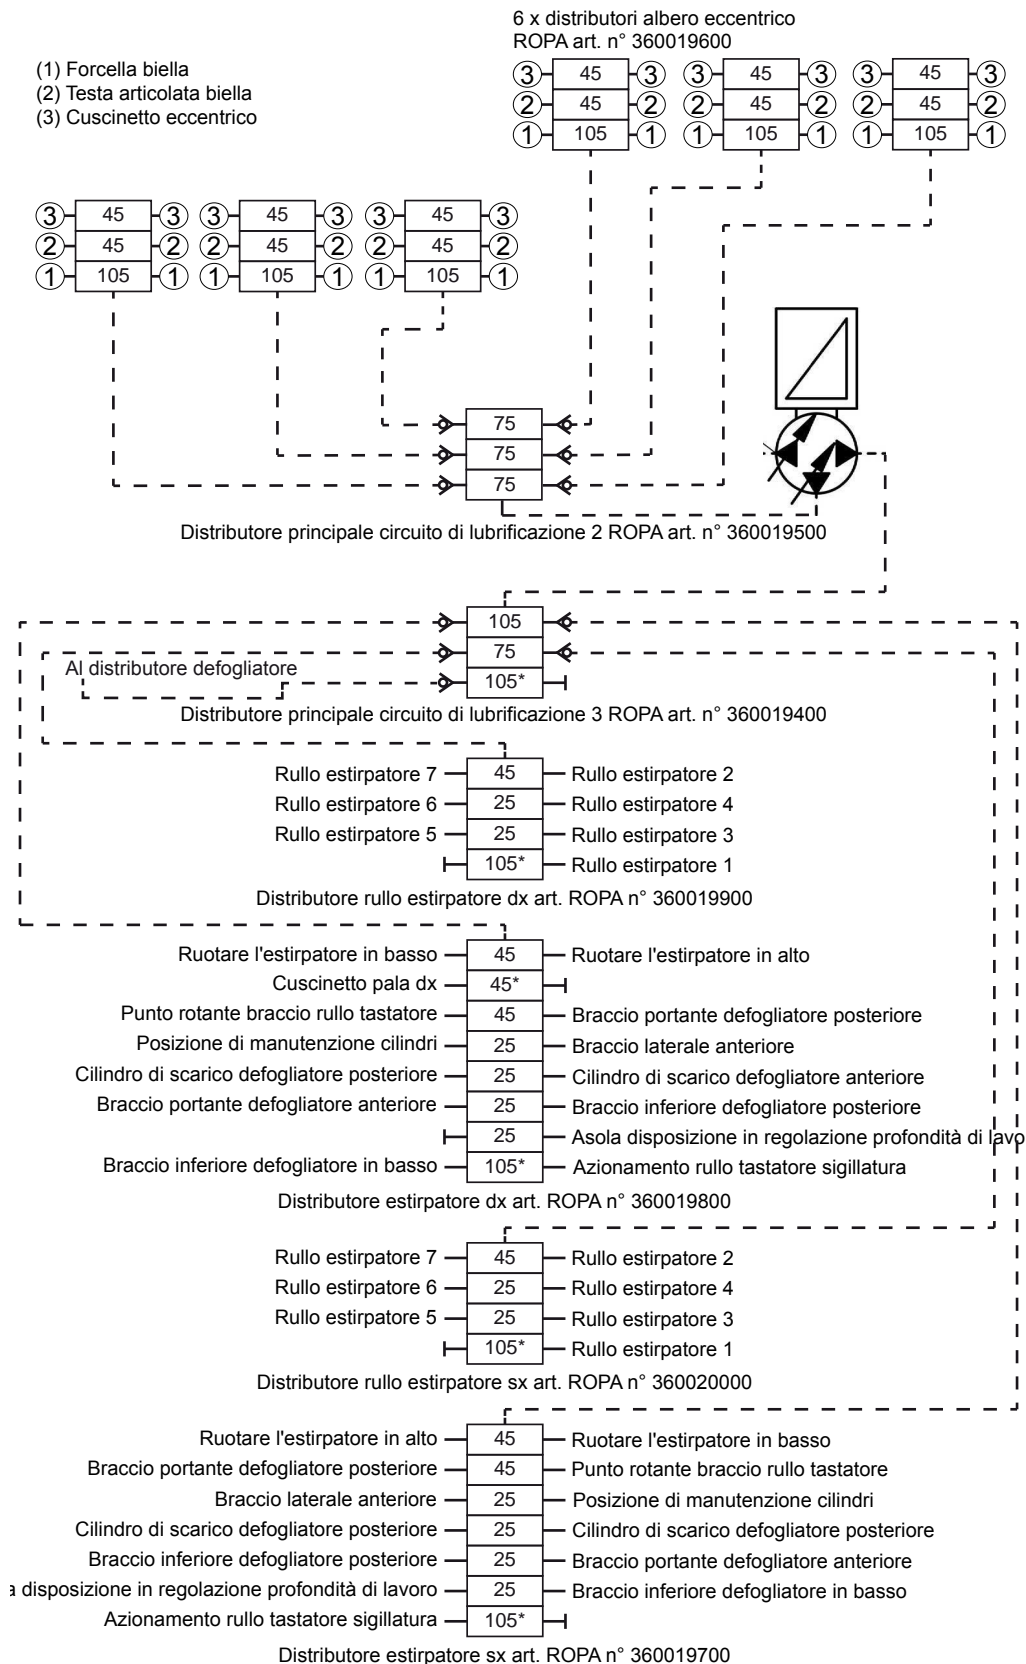 6 x distributori albero eccentrico
ROPA art. n° 360019600
(1) Forcella biella
(2) Testa articolata biella
(3) Cuscinetto eccentrico
3 45 3 3 45 3 3 45 3
2 45 2 2 45 2 2 45 2
1 105 1 1 105 1 1 105 1
3 45 3 3 45 3 3 45 3
2 45 2 2 45 2 2 45 2
1 105 1 1 105 1 1 105 1
75
75
75
Distributore principale circuito di lubrificazione 2 ROPA art. n° 360019500
105
75
Al distributore defogliatore
105*
Distributore principale circuito di lubrificazione 3 ROPA art. n° 360019400
Rullo estirpatore 7 45 Rullo estirpatore 2
Rullo estirpatore 6 25 Rullo estirpatore 4
Rullo estirpatore 5 25 Rullo estirpatore 3
105* Rullo estirpatore 1
Distributore rullo estirpatore dx art. ROPA n° 360019900
Ruotare l'estirpatore in basso 45 Ruotare l'estirpatore in alto
Cuscinetto pala dx 45*
Punto rotante braccio rullo tastatore 45 Braccio portante defogliatore posteriore
Posizione di manutenzione cilindri 25 Braccio laterale anteriore
Cilindro di scarico defogliatore posteriore 25 Cilindro di scarico defogliatore anteriore
Braccio portante defogliatore anteriore 25 Braccio inferiore defogliatore posteriore
25 Asola disposizione in regolazione profondità di lavo
Braccio inferiore defogliatore in basso 105* Azionamento rullo tastatore sigillatura
Distributore estirpatore dx art. ROPA n° 360019800
Rullo estirpatore 7 45 Rullo estirpatore 2
Rullo estirpatore 6 25 Rullo estirpatore 4
Rullo estirpatore 5 25 Rullo estirpatore 3
105* Rullo estirpatore 1
Distributore rullo estirpatore sx art. ROPA n° 360020000
Ruotare l'estirpatore in alto 45 Ruotare l'estirpatore in basso
Braccio portante defogliatore posteriore 45 Punto rotante braccio rullo tastatore
Braccio laterale anteriore 25 Posizione di manutenzione cilindri
Cilindro di scarico defogliatore posteriore 25 Cilindro di scarico defogliatore posteriore
Braccio inferiore defogliatore posteriore 25 Braccio portante defogliatore anteriore
a disposizione in regolazione profondità di lavoro 25 Braccio inferiore defogliatore in basso
Azionamento rullo tastatore sigillatura 105*
Distributore estirpatore sx art. ROPA n° 360019700